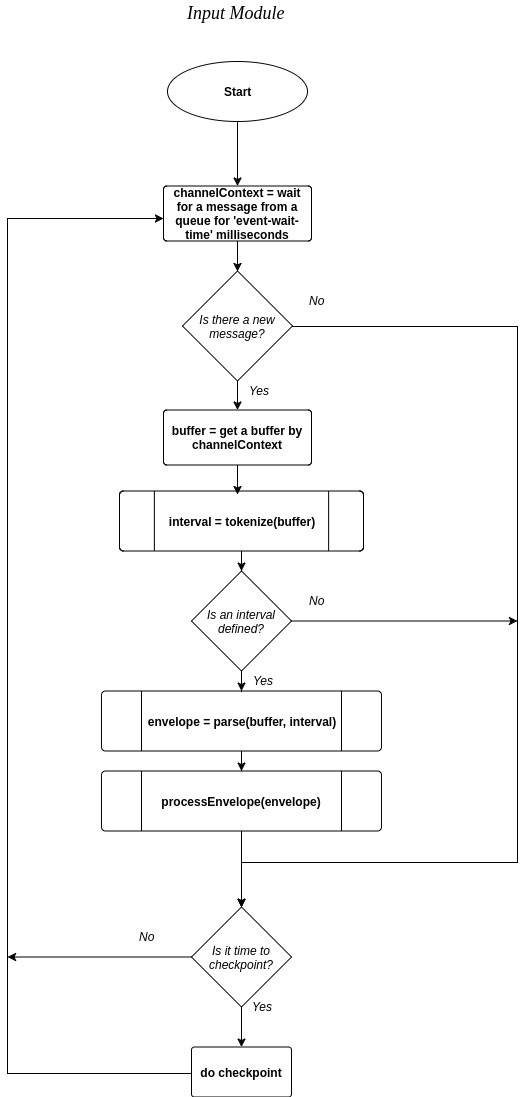 Input Module
Start
channelContext = wait
for a message from a
queue for 'event-wait-
time' milliseconds
No
Is there a new
message?
Yes
buffer = get a buffer by
channelContext
interval = tokenize(buffer)
No
Is an interval
defined?
Yes
envelope = parse(buffer, interval)
processEnvelope(envelope)
No
Is it time to
checkpoint?
Yes
do checkpoint